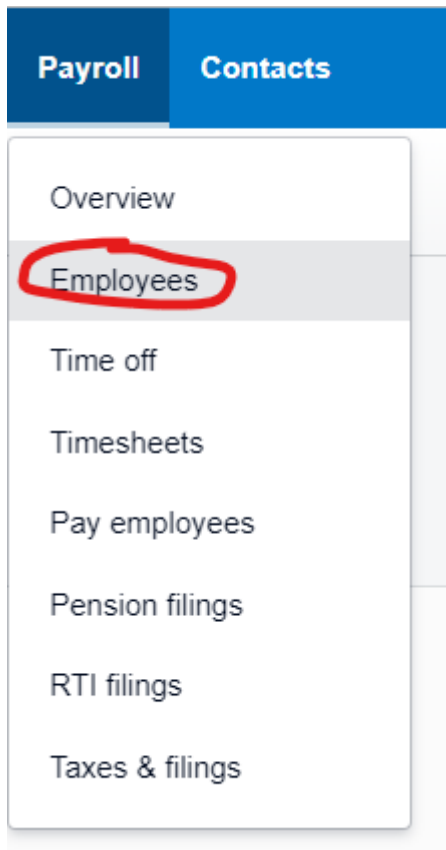 Payroll Contacts
Overview
Employees
Time off
Timesheets
Pay employees
Pension filings
RTI filings
Taxes & filings